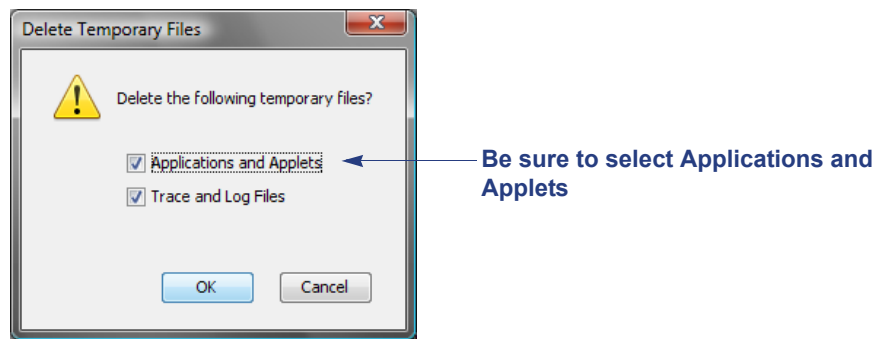 Delete Temporary Files
Delete the following temporary files?
Applications and Applets
Trace and Log Files
OK
Cancel
Be sure to select Applications and
Applets